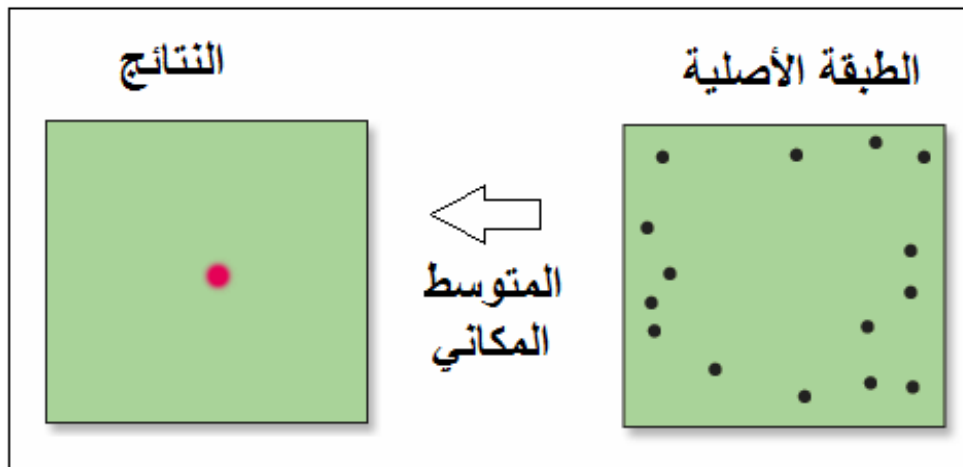 الطبقة الأصلية
النتائج
المتوسط
المكاني